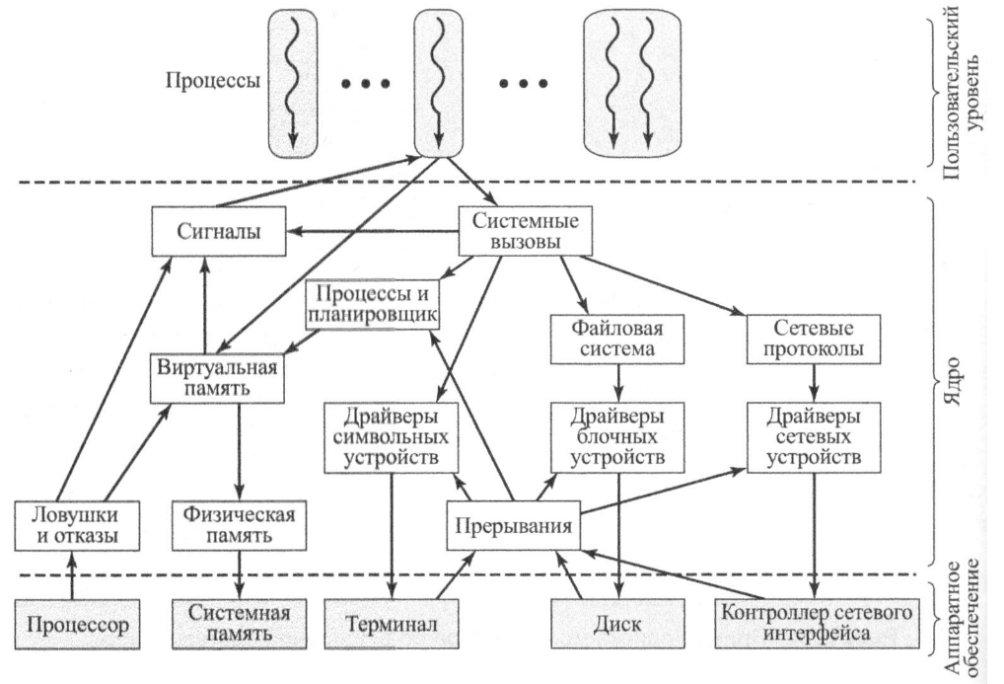 Процессы
Пользовательский
уровень
Сигналы
Системные
вызовы
Процессы и
планировщик
Файловая
система
Сетевые
протоколы
Виртуальная
память
Ядро
Драйверы
символьных
устройств
Драйверы
блочных
устройств
Драйверы
сетевых
устройств
Ловушки
и отказы
Физическая
память
Прерывания
Процессор
Системная
память
Терминал
Диск
Контроллер сетевого
интерфейса
Аппаратное
обеспечение